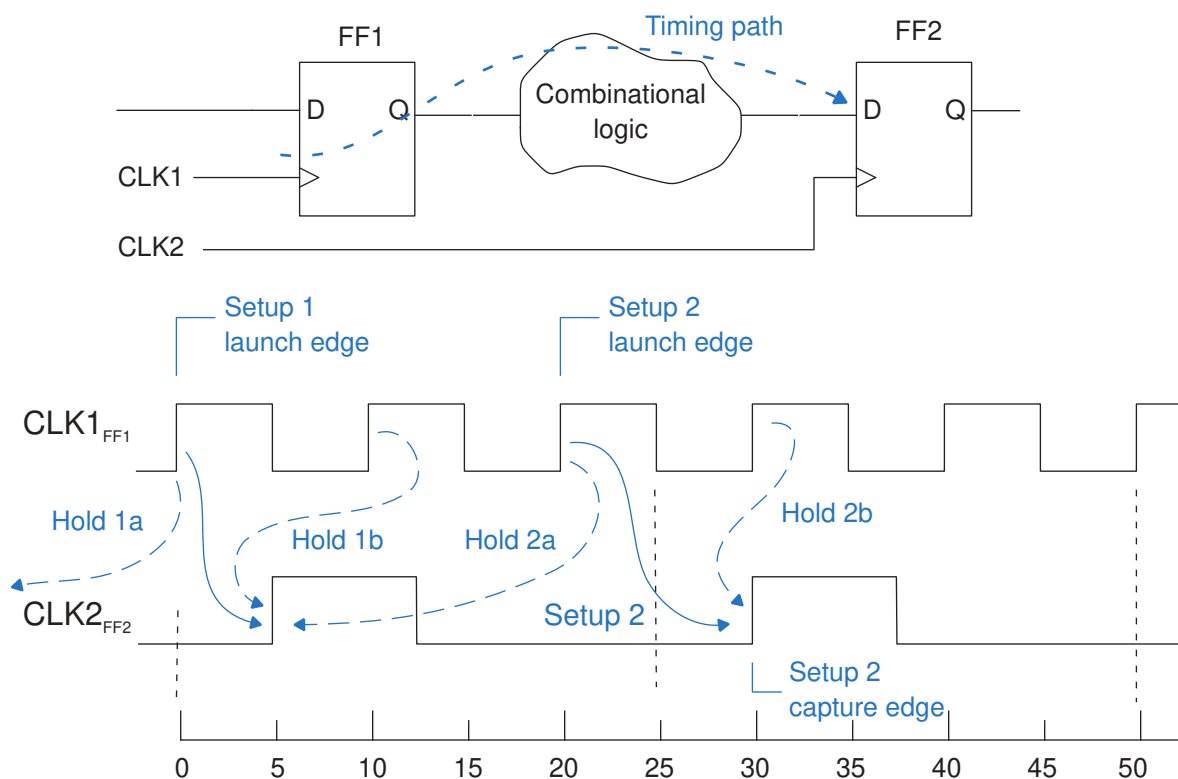 Timing path
FF1
FF2
D
Q
Combinational
logic
D
Q
CLK1
CLK2
Setup 1
launch edge
Setup 2
launch edge
CLK1FF1
Hold 1a
Hold 1b
Hold 2a
Hold 2b
CLK2FF2
Setup 2
Setup 2
capture edge
0 5 10 15 20 25 30 35 40 45 50